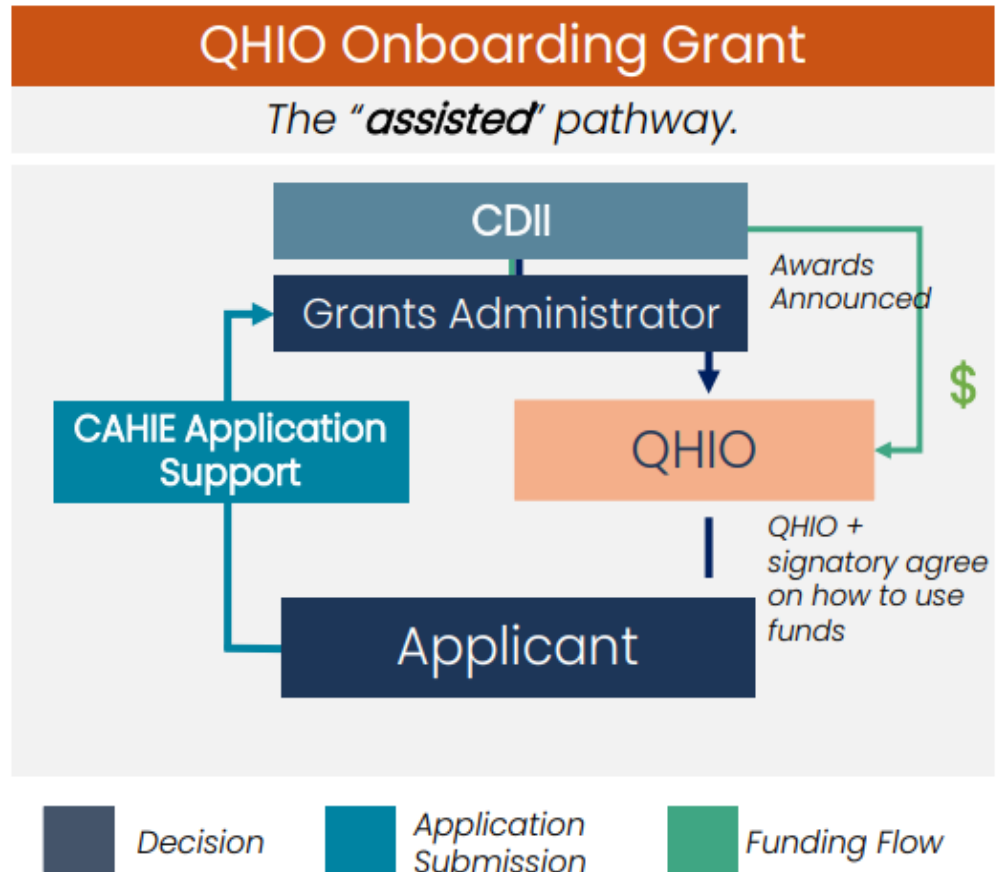 QHIO Onboarding Grant
The “assisted” pathway.
CDII
Awards
Announced
Grants Administrator
$
CAHIE Application
Support
QHIO
QHIO +
signatory agree
on how to use
funds
Applicant
Decision
Application
Submission
Funding Flow